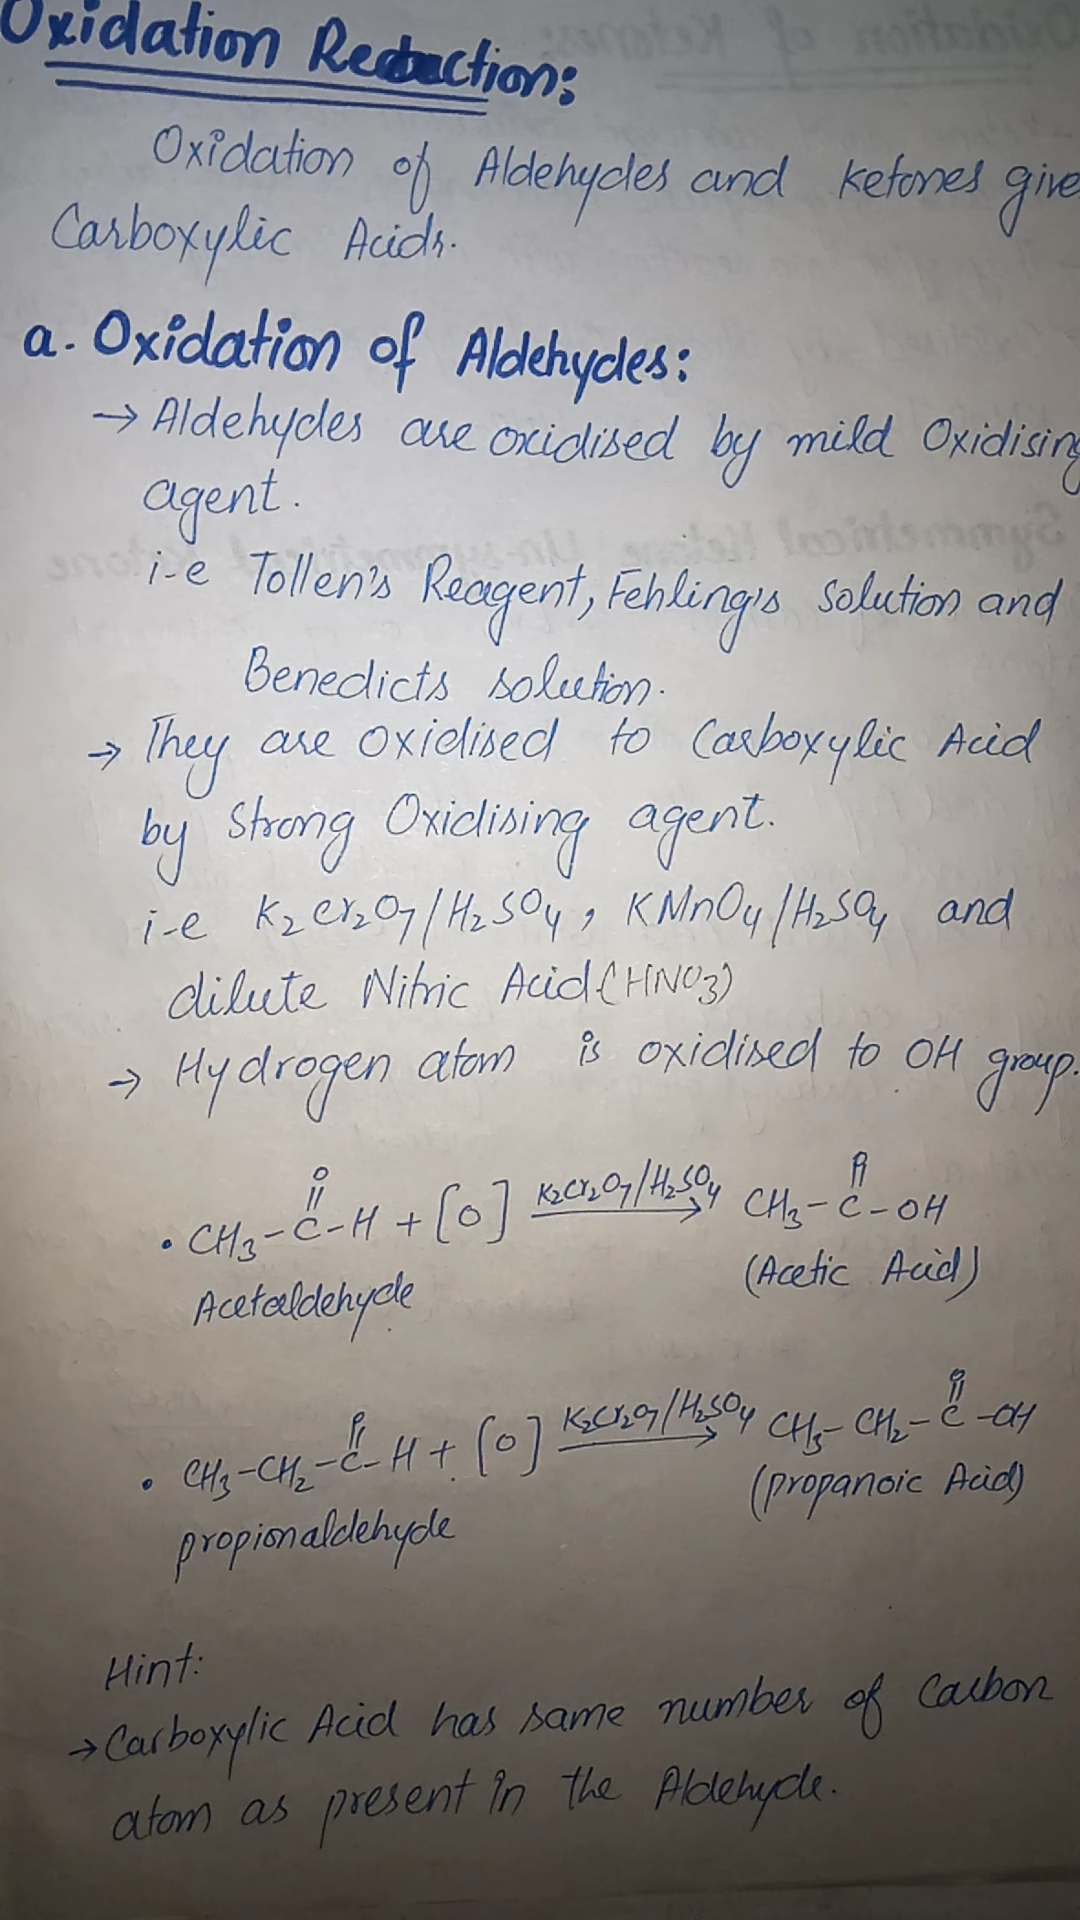 Oxidation Reaction:
Oxidation of Aldehydes and ketones give
Carboxylic Acids.
a. Oxidation of Aldehydes:
→ Aldehydes are oxidised by mild Oxidising
agent.
i-e Tollen's Reagent, Fehling's Solution and
Benedicts solution.
→ They are oxidised to Carboxylic Acid
by Strong Oxidising agent.
i-e K₂Cr₂O₇/H₂SO₄, KMnO₄/H₂SO₄ and
dilute Nitric Acid (HNO₃)
→ Hydrogen atom is oxidised to OH group.
O O
|| ||
• CH₃-C-H + [O] K₂Cr₂O₇/H₂SO₄ → CH₃-C-OH
Acetaldehyde (Acetic Acid)
O O
|| ||
• CH₃-CH₂-C-H + [O] K₂Cr₂O₇/H₂SO₄ → CH₃-CH₂-C-OH
propionaldehyde (propanoic Acid)
Hint:
→ Carboxylic Acid has same number of Carbon
atom as present in the Aldehyde.